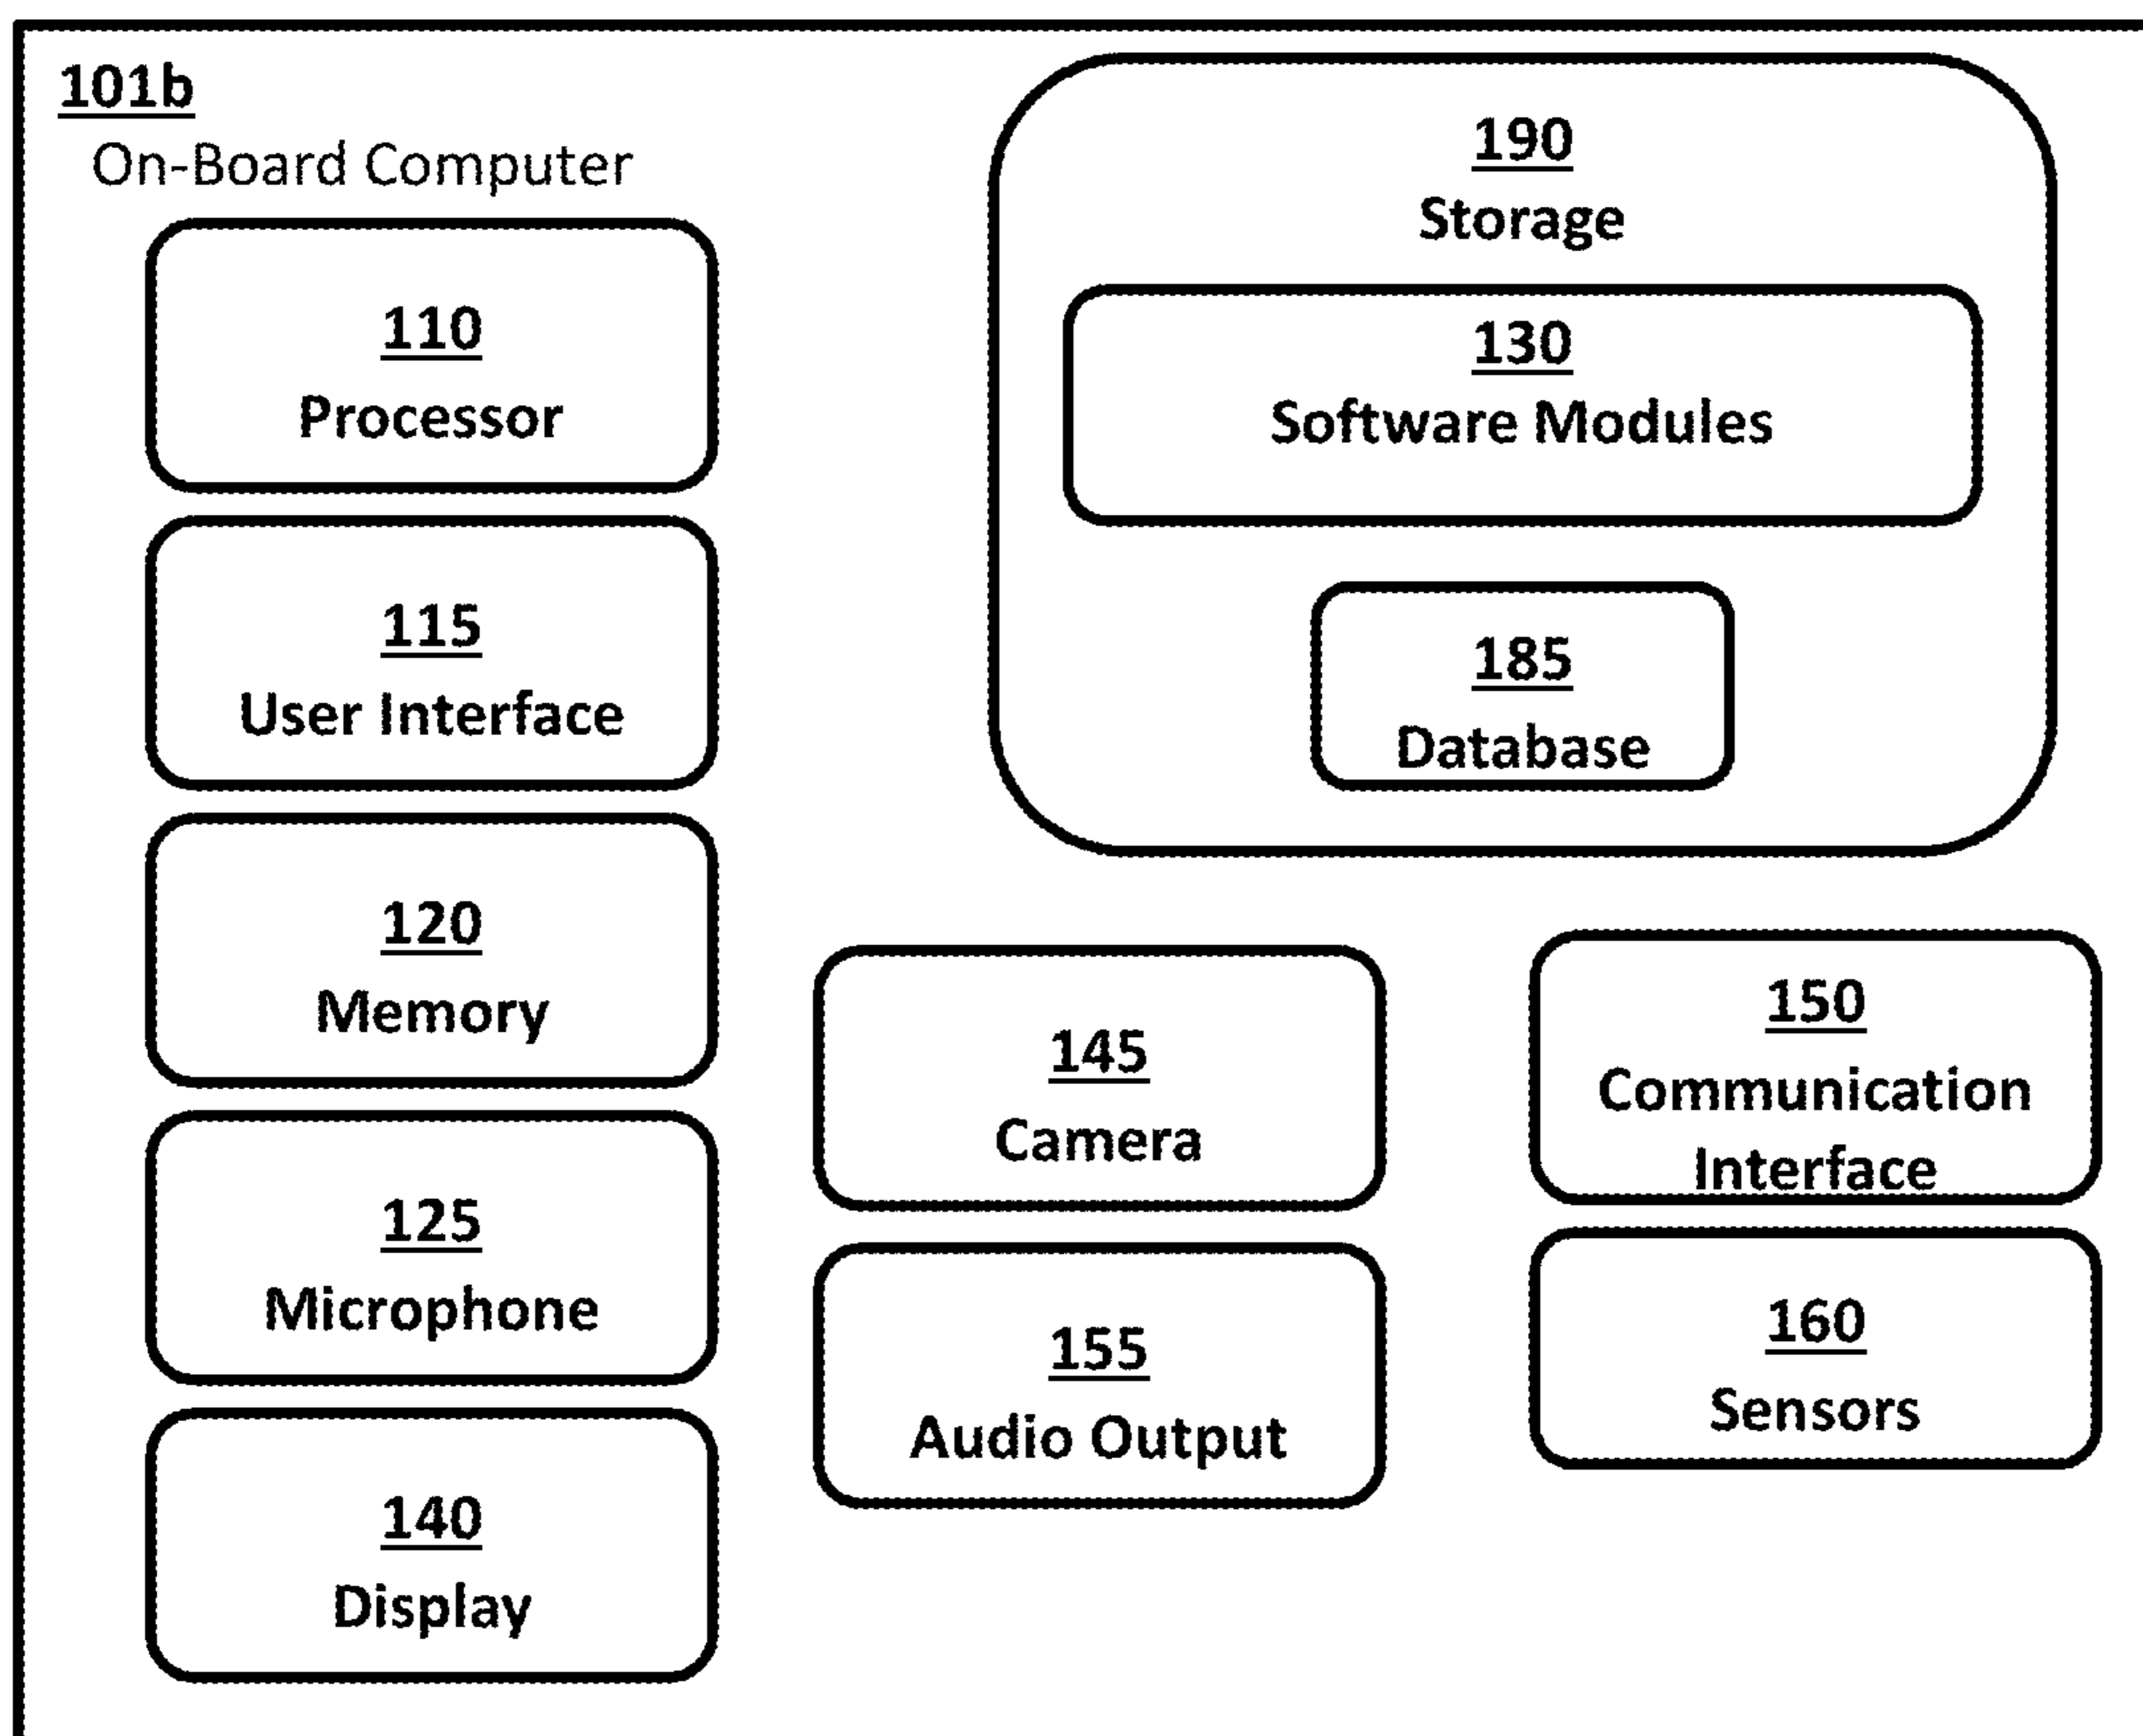 101b
On-Board Computer
110
Processor
115
User Interface
120
Memory
125
Microphone
140
Display
190
Storage
130
Software Modules
185
Database
145
Camera
155
Audio Output
150
Communication
Interface
160
Sensors